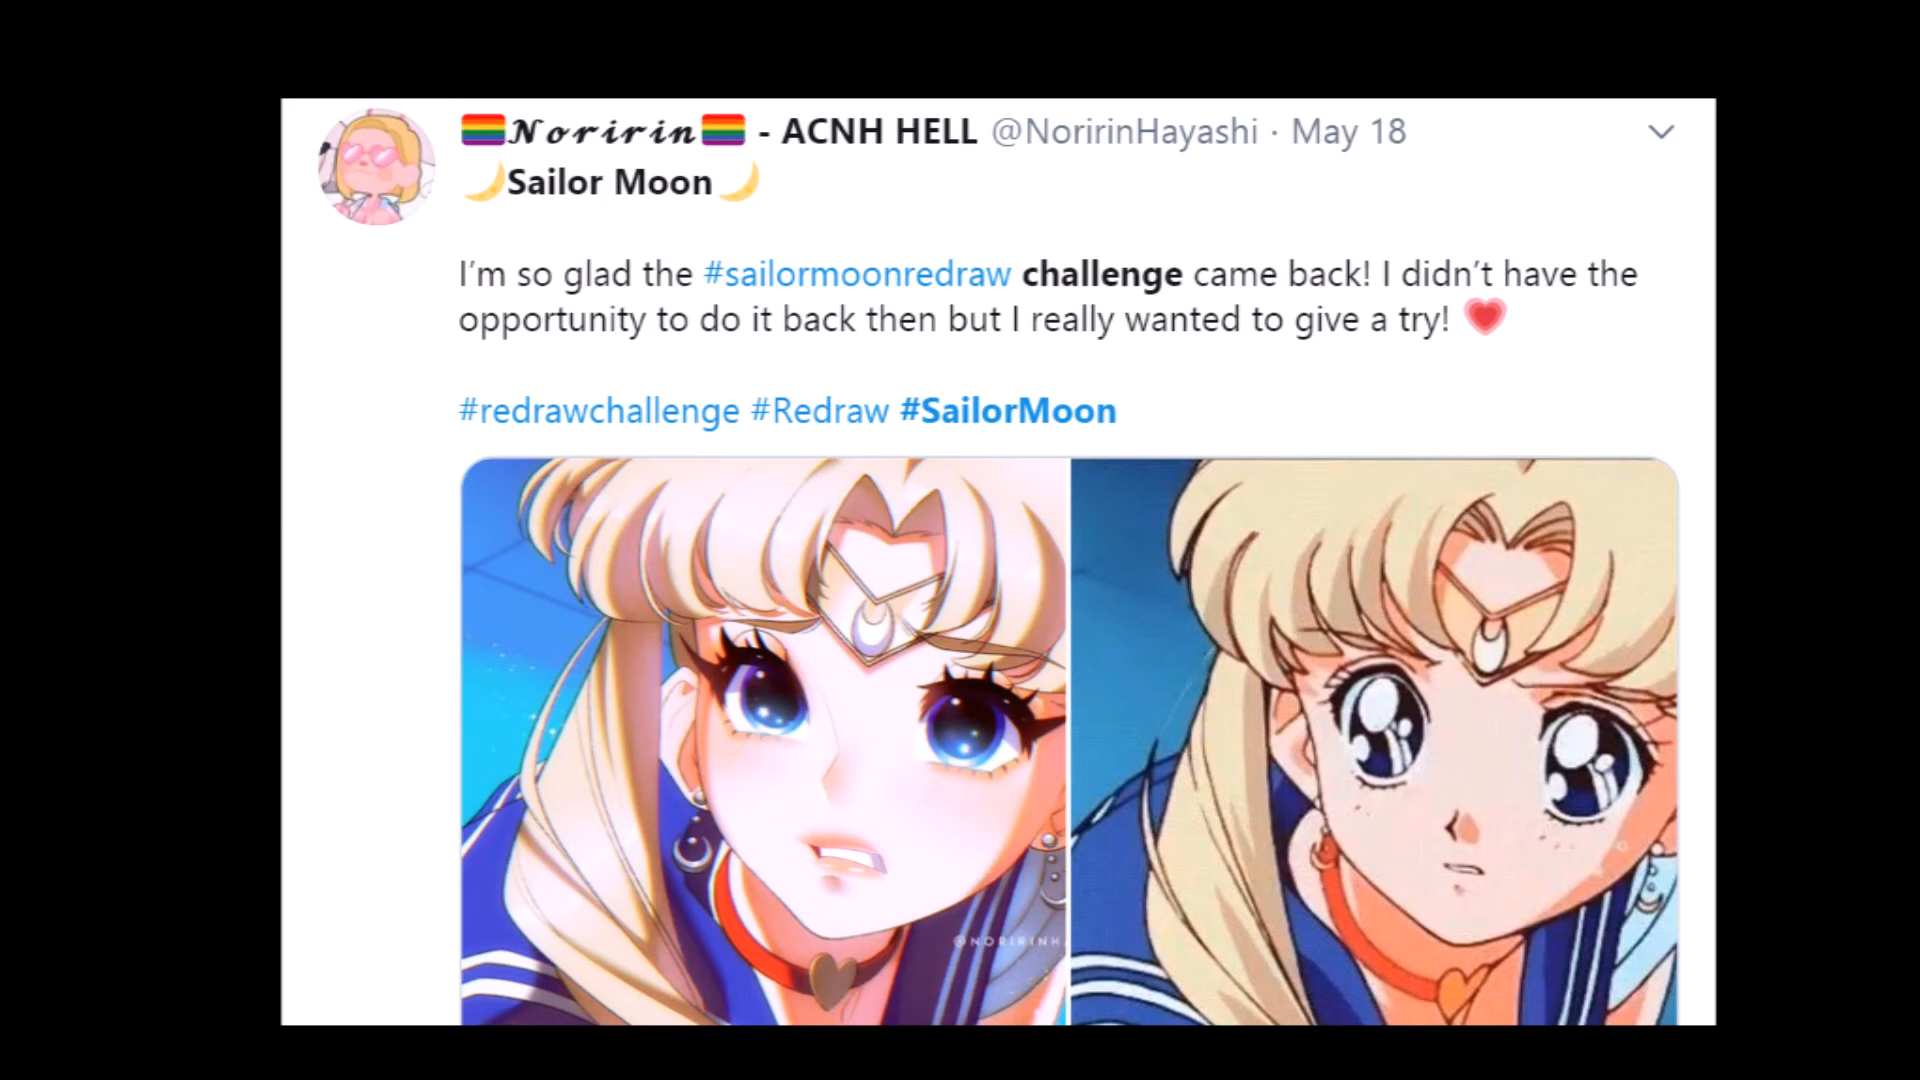 🏳️‍🌈𝓝𝓸𝓻𝓲𝓻𝓲𝓷🏳️‍🌈 - ACNH HELL @NoririnHayashi · May 18
🌙Sailor Moon🌙
I'm so glad the #sailormoonredraw challenge came back! I didn't have the
opportunity to do it back then but I really wanted to give a try! 💗
#redrawchallenge #Redraw #SailorMoon
@NORIRINH